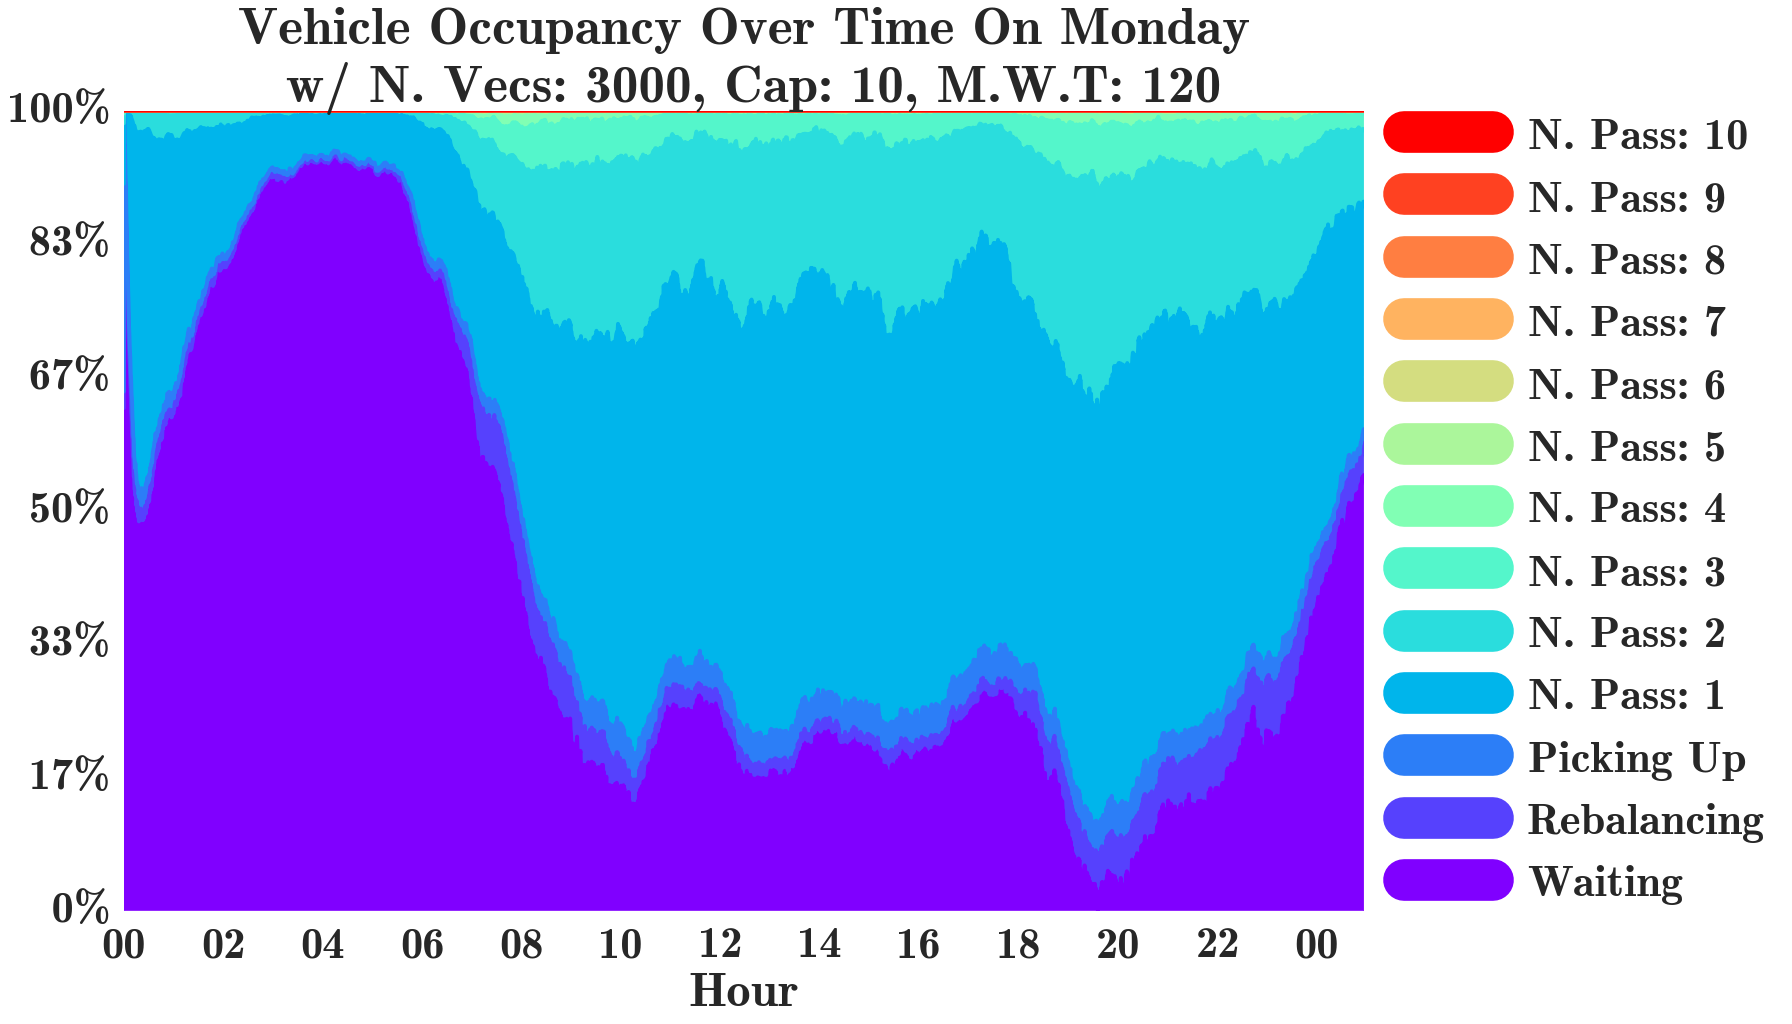 Vehicle Occupancy Over Time On Monday
w/ N. Vecs: 3000, Cap: 10, M.W.T: 120
100%
83%
67%
50%
33%
17%
0%
00 02 04 06 08 10 12 14 16 18 20 22 00
Hour
N. Pass: 10
N. Pass: 9
N. Pass: 8
N. Pass: 7
N. Pass: 6
N. Pass: 5
N. Pass: 4
N. Pass: 3
N. Pass: 2
N. Pass: 1
Picking Up
Rebalancing
Waiting